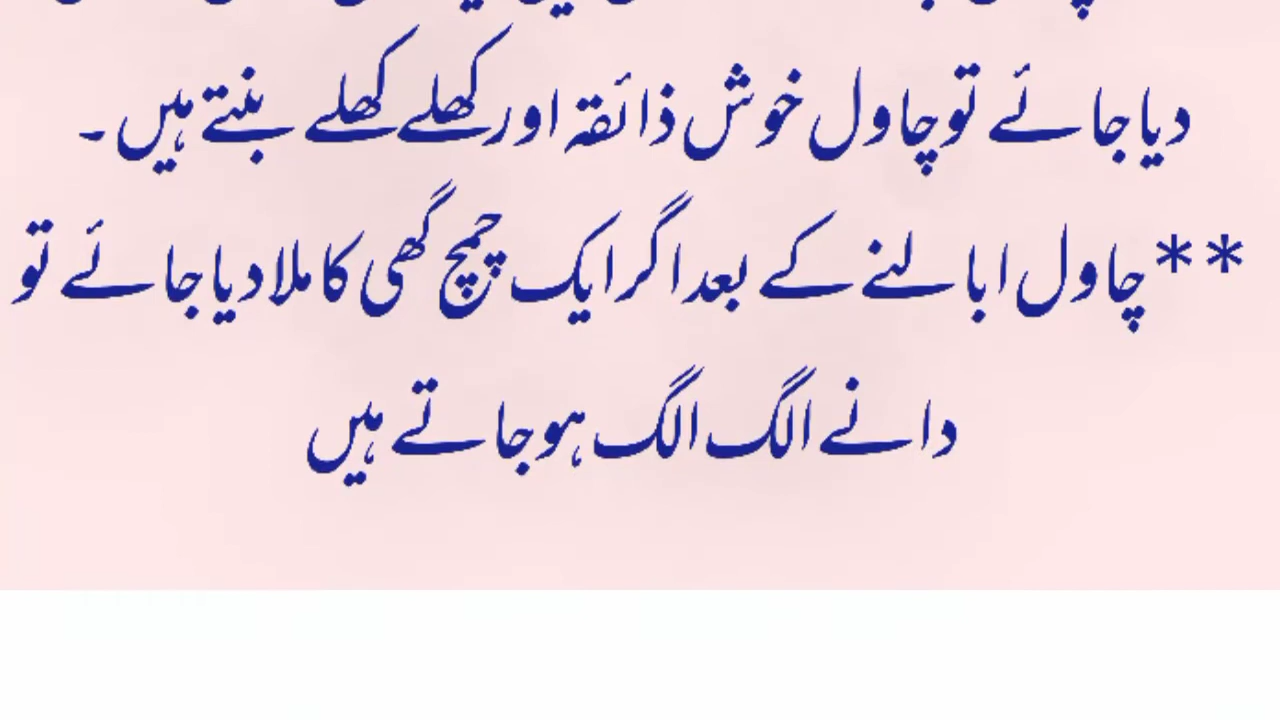 دیا جائے تو چاول خوش ذائقہ اور کھلے کھلے بنتے ہیں۔
**چاول ابالنے کے بعد اگر ایک چمچ گھی کا ملا دیا جائے تو
دانے الگ الگ ہو جاتے ہیں